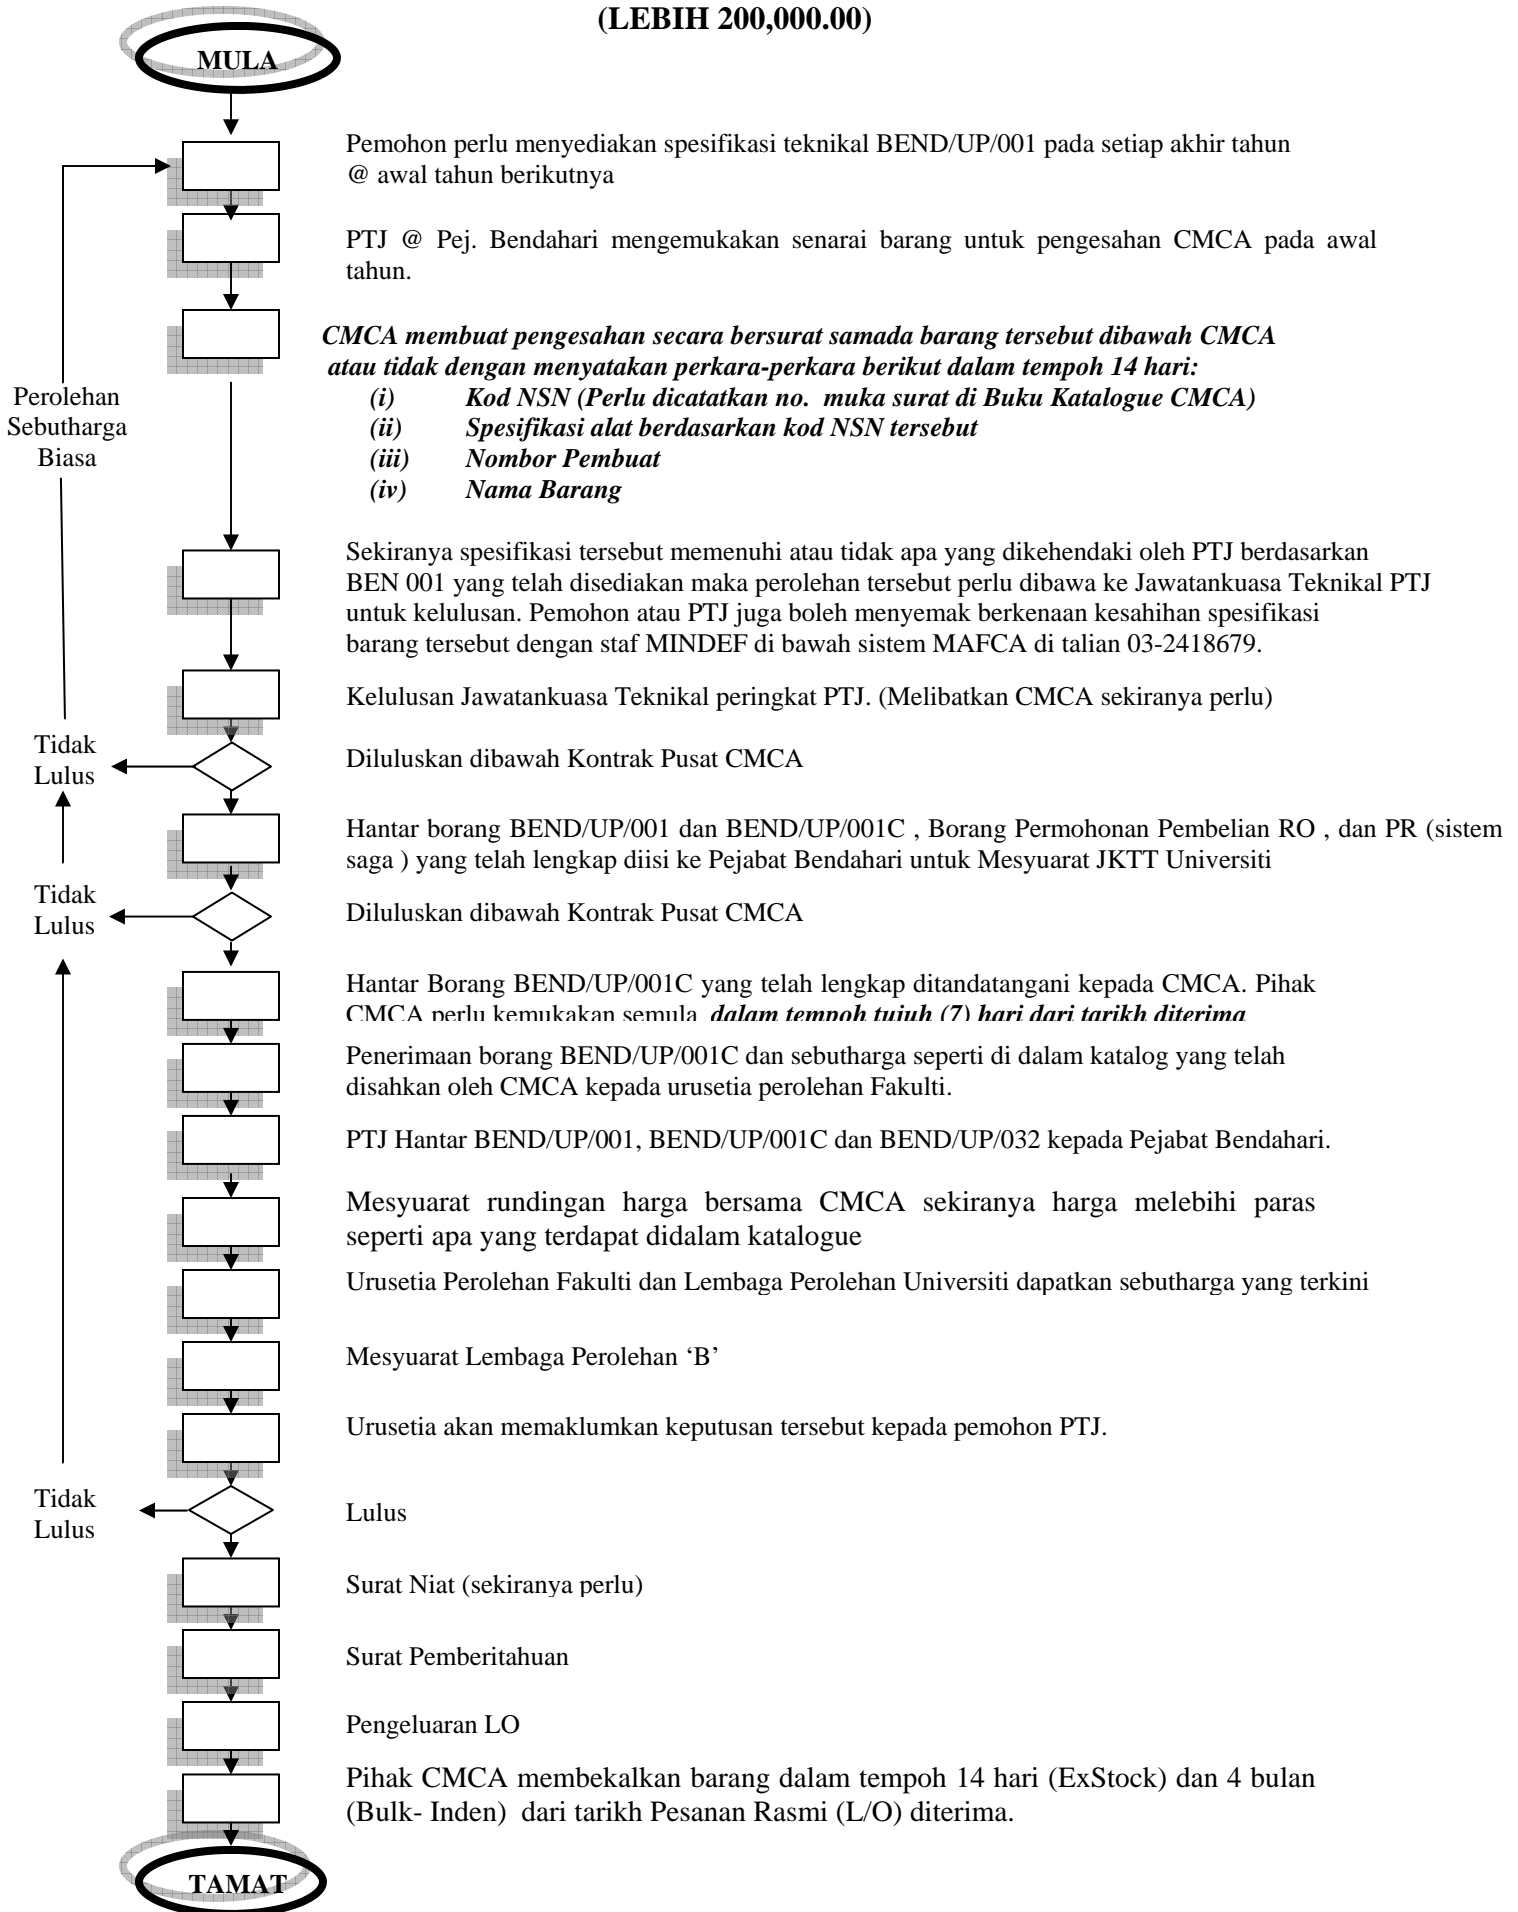 (LEBIH 200,000.00)
MULA
Pemohon perlu menyediakan spesifikasi teknikal BEND/UP/001 pada setiap akhir tahun
@ awal tahun berikutnya
PTJ @ Pej. Bendahari mengemukakan senarai barang untuk pengesahan CMCA pada awal
tahun.
CMCA membuat pengesahan secara bersurat samada barang tersebut dibawah CMCA
atau tidak dengan menyatakan perkara-perkara berikut dalam tempoh 14 hari:
(i) Kod NSN (Perlu dicatatkan no. muka surat di Buku Katalogue CMCA)
(ii) Spesifikasi alat berdasarkan kod NSN tersebut
(iii) Nombor Pembuat
(iv) Nama Barang
Perolehan
Sebutharga
Biasa
Sekiranya spesifikasi tersebut memenuhi atau tidak apa yang dikehendaki oleh PTJ berdasarkan
BEN 001 yang telah disediakan maka perolehan tersebut perlu dibawa ke Jawatankuasa Teknikal PTJ
untuk kelulusan. Pemohon atau PTJ juga boleh menyemak berkenaan kesahihan spesifikasi
barang tersebut dengan staf MINDEF di bawah sistem MAFCA di talian 03-2418679.
Kelulusan Jawatankuasa Teknikal peringkat PTJ. (Melibatkan CMCA sekiranya perlu)
Tidak
Lulus
Diluluskan dibawah Kontrak Pusat CMCA
Hantar borang BEND/UP/001 dan BEND/UP/001C , Borang Permohonan Pembelian RO , dan PR (sistem
saga ) yang telah lengkap diisi ke Pejabat Bendahari untuk Mesyuarat JKTT Universiti
Tidak
Lulus
Diluluskan dibawah Kontrak Pusat CMCA
Hantar Borang BEND/UP/001C yang telah lengkap ditandatangani kepada CMCA. Pihak
CMCA perlu kemukakan semula dalam tempoh tujuh (7) hari dari tarikh diterima
Penerimaan borang BEND/UP/001C dan sebutharga seperti di dalam katalog yang telah
disahkan oleh CMCA kepada urusetia perolehan Fakulti.
PTJ Hantar BEND/UP/001, BEND/UP/001C dan BEND/UP/032 kepada Pejabat Bendahari.
Mesyuarat rundingan harga bersama CMCA sekiranya harga melebihi paras
seperti apa yang terdapat didalam katalogue
Urusetia Perolehan Fakulti dan Lembaga Perolehan Universiti dapatkan sebutharga yang terkini
Mesyuarat Lembaga Perolehan ‘B’
Urusetia akan memaklumkan keputusan tersebut kepada pemohon PTJ.
Tidak
Lulus
Lulus
Surat Niat (sekiranya perlu)
Surat Pemberitahuan
Pengeluaran LO
Pihak CMCA membekalkan barang dalam tempoh 14 hari (ExStock) dan 4 bulan
(Bulk- Inden) dari tarikh Pesanan Rasmi (L/O) diterima.
TAMAT